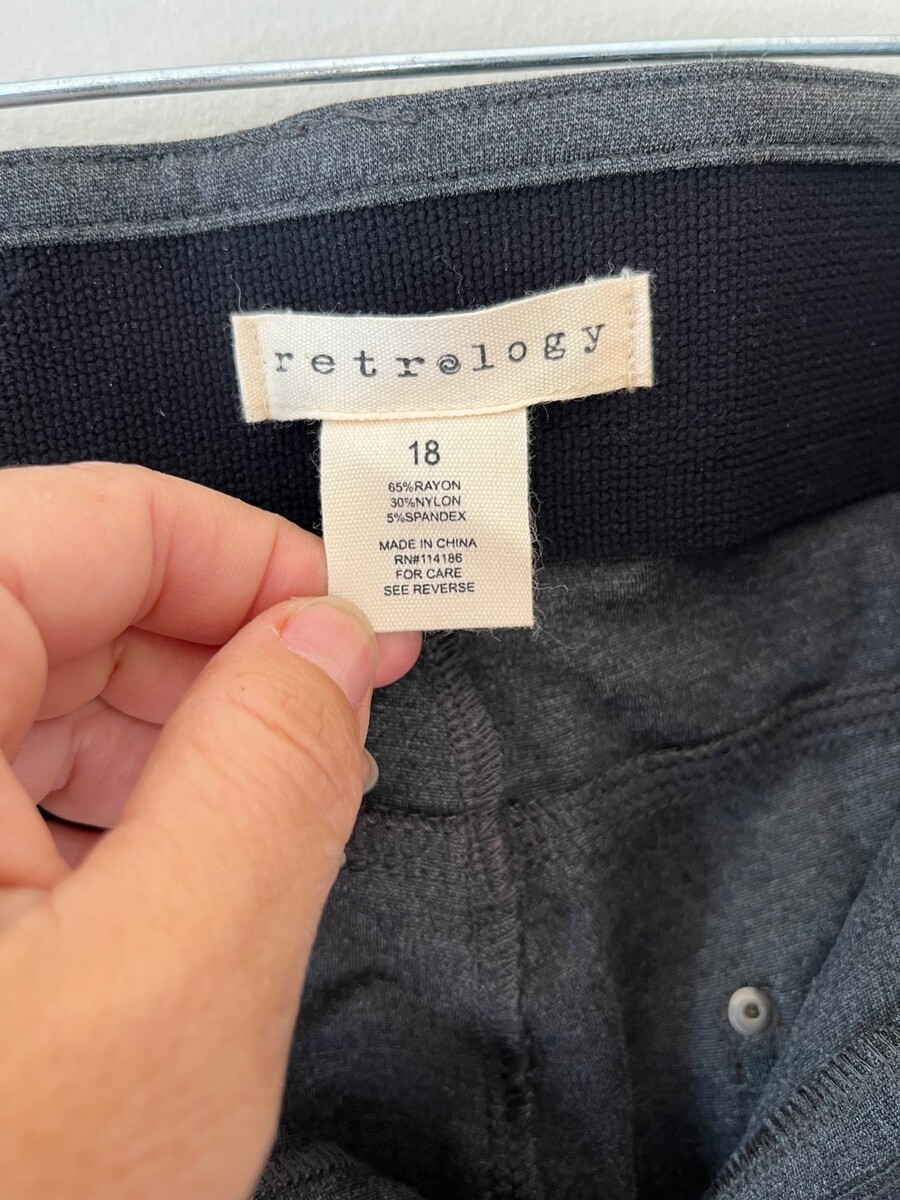 retrology
18
65%RAYON
30%NYLON
5%SPANDEX
MADE IN CHINA
RN#114186
FOR CARE
SEE REVERSE